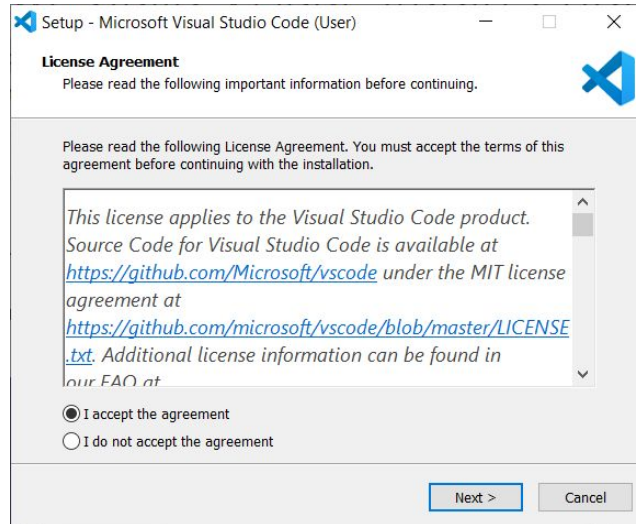 Setup - Microsoft Visual Studio Code (User)
License Agreement
Please read the following important information before continuing.
Please read the following License Agreement. You must accept the terms of this
agreement before continuing with the installation.
This license applies to the Visual Studio Code product.
Source Code for Visual Studio Code is available at
https://github.com/Microsoft/vscode under the MIT license
agreement at
https://github.com/microsoft/vscode/blob/master/LICENSE
.txt. Additional license information can be found in
our FAQ at
I accept the agreement
I do not accept the agreement
Next >
Cancel